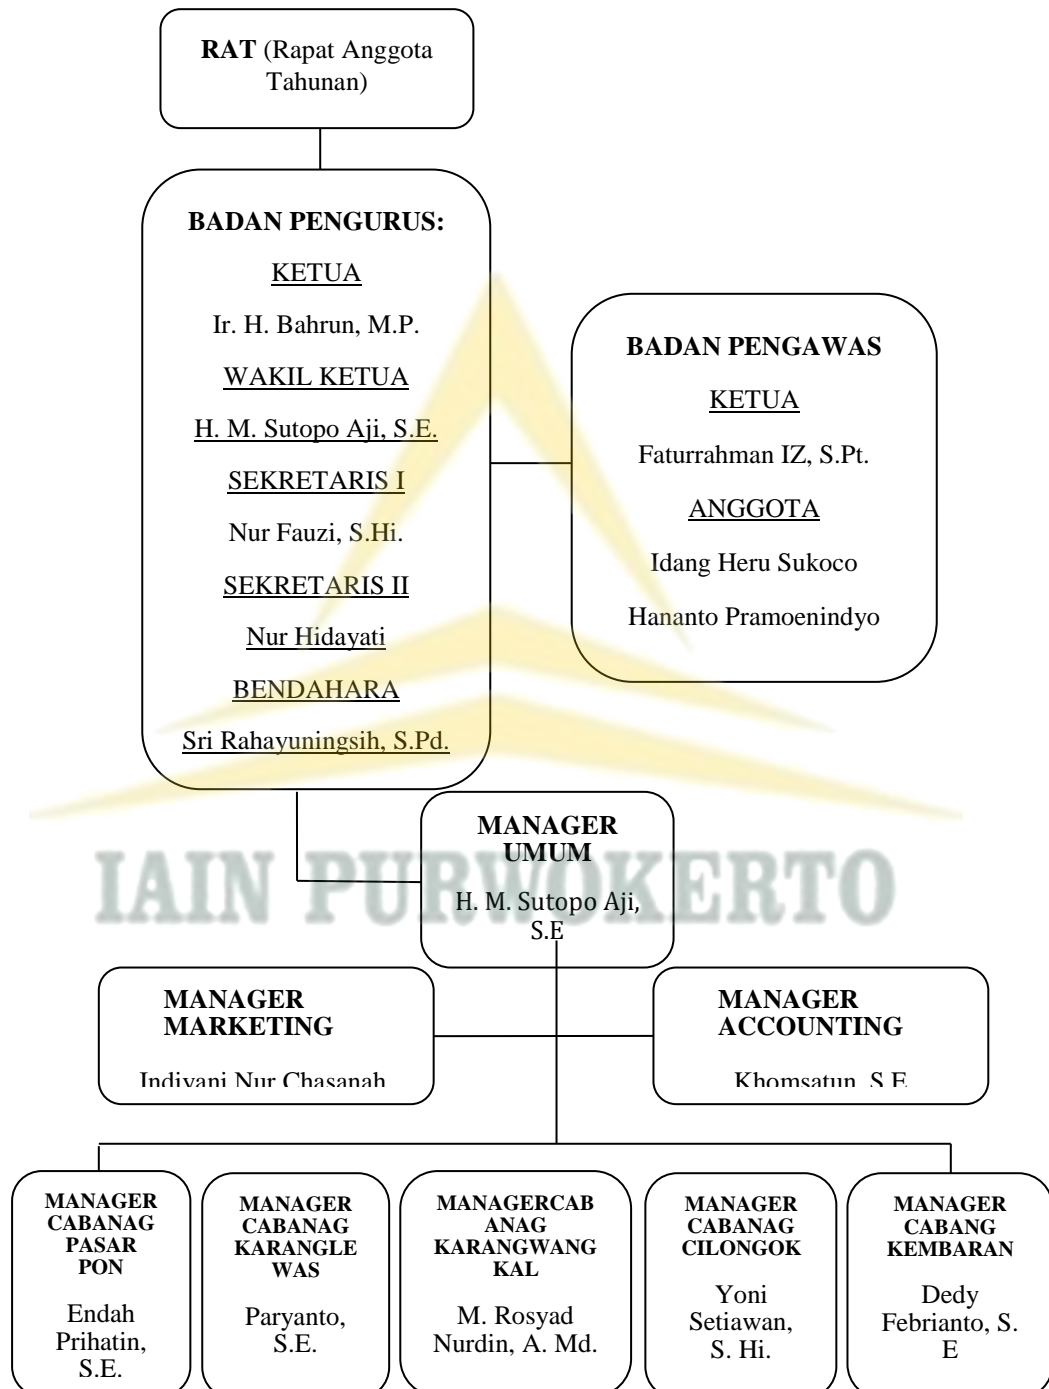 RAT (Rapat Anggota
Tahunan)
BADAN PENGURUS:
KETUA
Ir. H. Bahrun, M.P.
WAKIL KETUA
H. M. Sutopo Aji, S.E.
SEKRETARIS I
Nur Fauzi, S.Hi.
SEKRETARIS II
Nur Hidayati
BENDAHARA
Sri Rahayuningsih, S.Pd.
BADAN PENGAWAS
KETUA
Faturrahman IZ, S.Pt.
ANGGOTA
Idang Heru Sukoco
Hananto Pramoenindyo
MANAGER
UMUM
H. M. Sutopo Aji,
S.E
IAIN PURWOKERTO
MANAGER
MARKETING
Indiyani Nur Chasanah
MANAGER
ACCOUNTING
Khomsatun, S.E
MANAGER
CABANAG
PASAR
PON
Endah
Prihatin,
S.E.
MANAGER
CABANAG
KARANGLE
WAS
Paryanto,
S.E.
MANAGERCAB
ANAG
KARANGWANG
KAL
M. Rosyad
Nurdin, A. Md.
MANAGER
CABANAG
CILONGOK
Yoni
Setiawan,
S. Hi.
MANAGER
CABANG
KEMBARAN
Dedy
Febrianto, S.
E